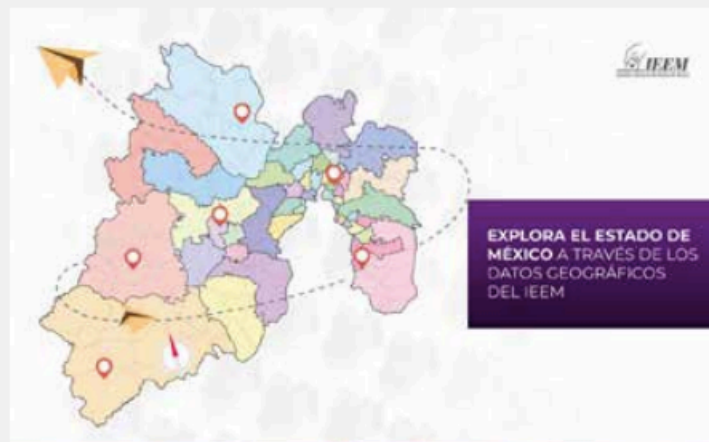 IEEM
EXPLORA EL ESTADO DE
MÉXICO A TRAVÉS DE LOS
DATOS GEOGRÁFICOS
DEL IEEM